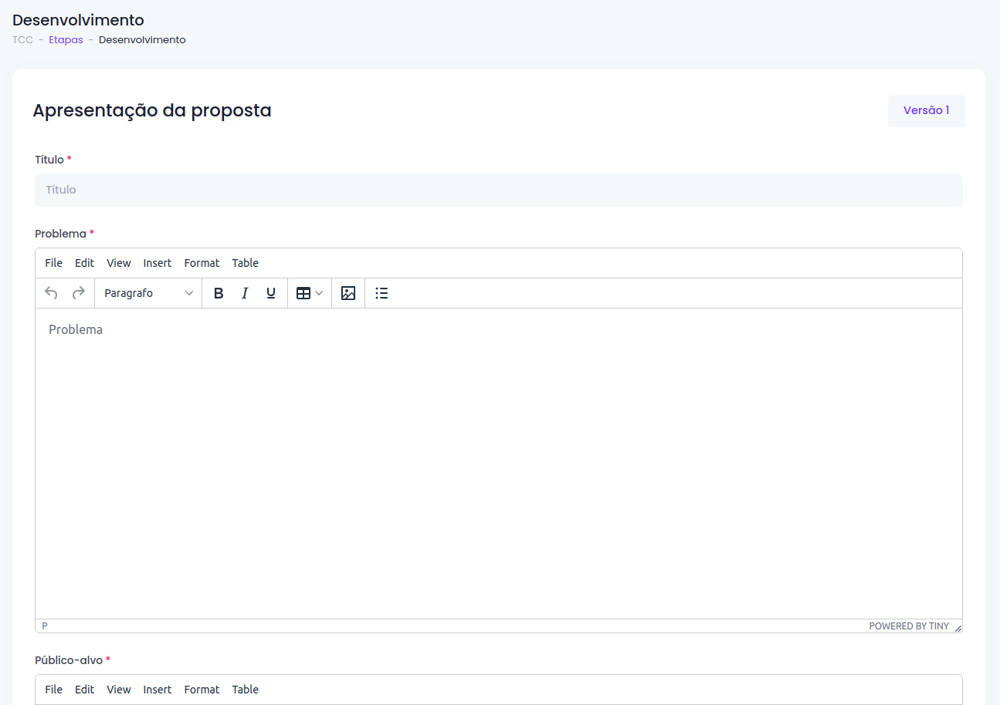 Desenvolvimento
TCC - Etapas - Desenvolvimento
Apresentação da proposta
Versão 1
Título *
Título
Problema *
File Edit View Insert Format Table
Paragrafo B I U
Problema
P POWERED BY TINY
Público-alvo *
File Edit View Insert Format Table